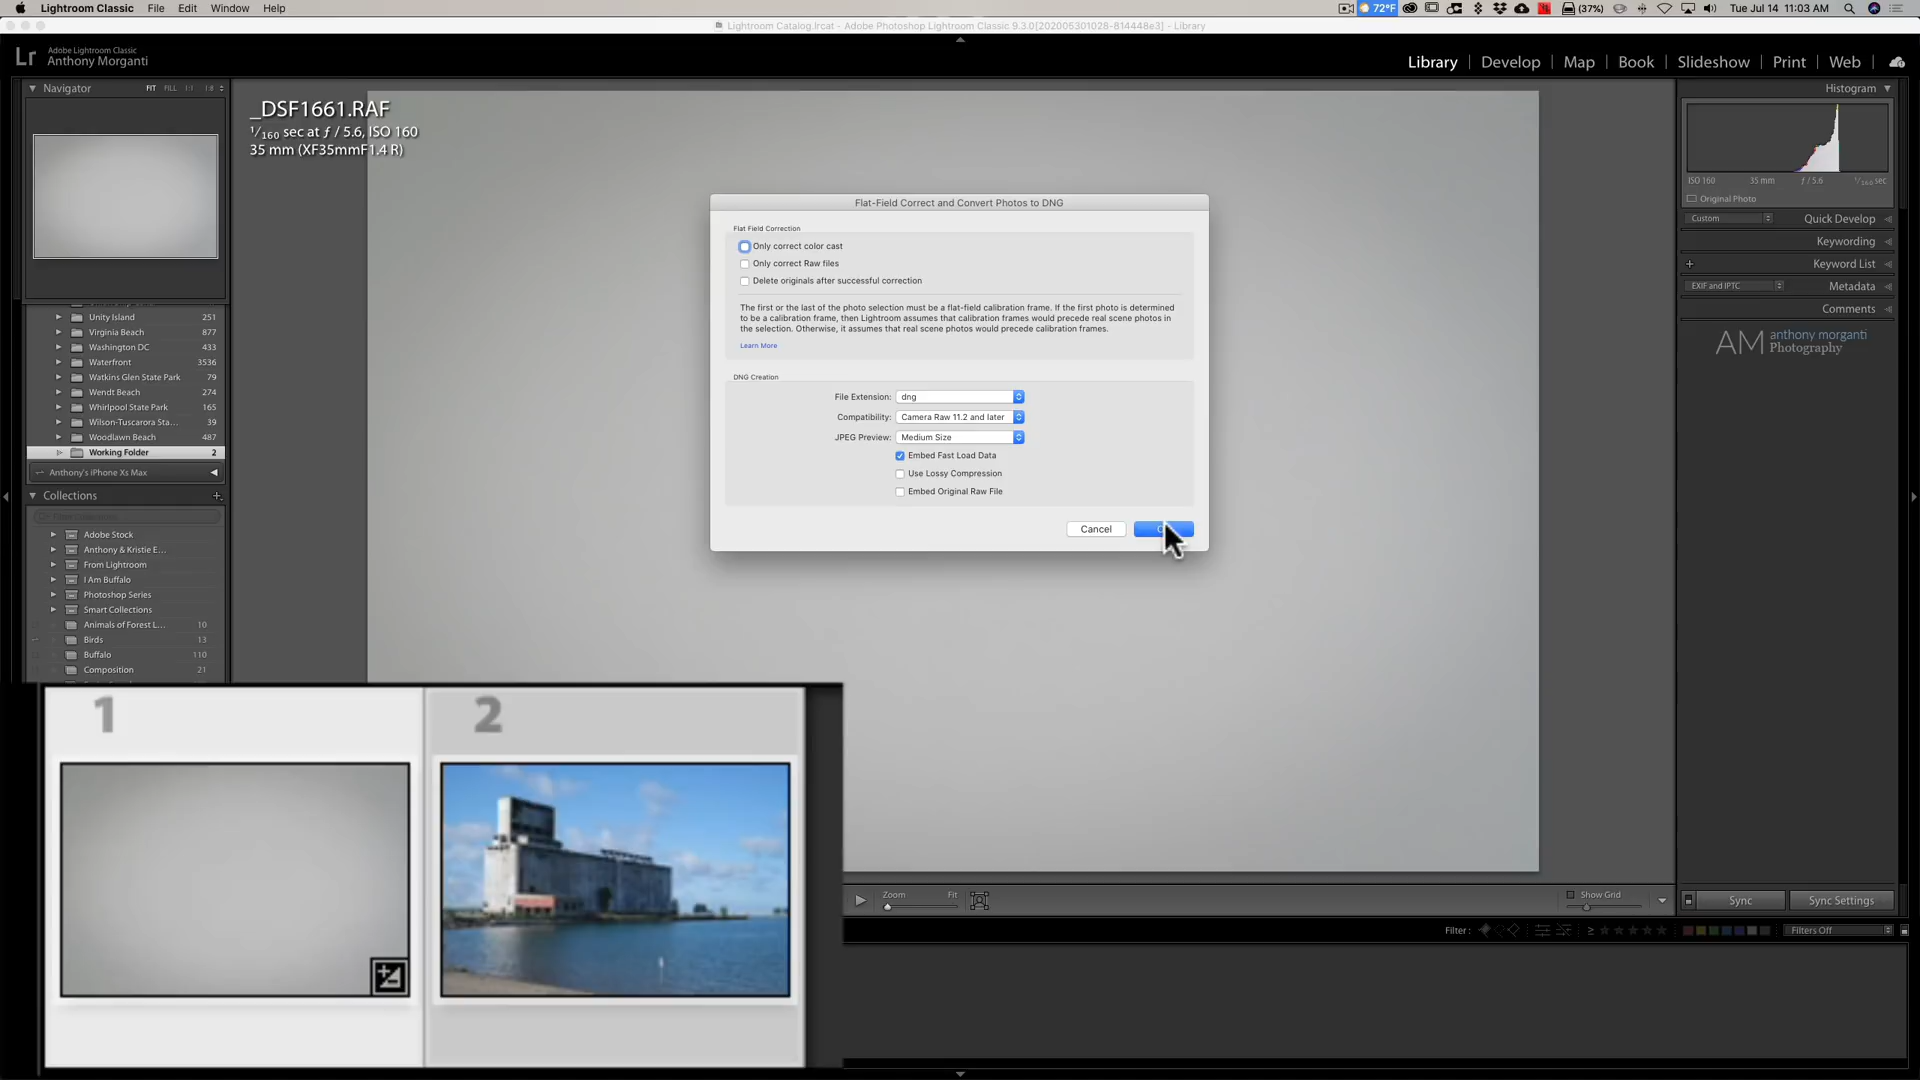 Lightroom Classic File Edit Window Help
72°F (37%) Tue Jul 14 11:03 AM
Lightroom Catalog.lrcat - Adobe Photoshop Lightroom Classic 9.3.0[202005301028-814448e3] - Library
Lr Adobe Lightroom Classic
Anthony Morganti
Library | Develop | Map | Book | Slideshow | Print | Web
Navigator FIT FILL 1:1
_DSF1661.RAF
1/160 sec at ƒ / 5.6, ISO 160
35 mm (XF35mmF1.4 R)
Unity Island 251
Virginia Beach 877
Washington DC 433
Waterfront 3536
Watkins Glen State Park 79
Wendt Beach 274
Whirlpool State Park 165
Wilson-Tuscarora Sta... 39
Woodlawn Beach 487
Working Folder 2
Anthony's iPhone Xs Max
Collections
Adobe Stock
Anthony & Kristie E...
From Lightroom
I Am Buffalo
Photoshop Series
Smart Collections
Animals of Forest L... 10
Birds 13
Buffalo 110
Composition 21
Flat-Field Correct and Convert Photos to DNG
Flat Field Correction
Only correct color cast
Only correct Raw files
Delete originals after successful correction
The first or the last of the photo selection must be a flat-field calibration frame. If the first photo is determined
to be a calibration frame, then Lightroom assumes that calibration frames would precede real scene photos in
the selection. Otherwise, it assumes that real scene photos would precede calibration frames.
Learn More
DNG Creation
File Extension: dng
Compatibility: Camera Raw 11.2 and later
JPEG Preview: Medium Size
Embed Fast Load Data
Use Lossy Compression
Embed Original Raw File
Cancel
Histogram
ISO 160 35 mm ƒ / 5.6 1/160 sec
Original Photo
Custom Quick Develop
Keywording
Keyword List
EXIF and IPTC Metadata
Comments
AM anthony morganti
Photography
1 2
Zoom Fit
Show Grid
Sync Sync Settings
Filter: Filters Off